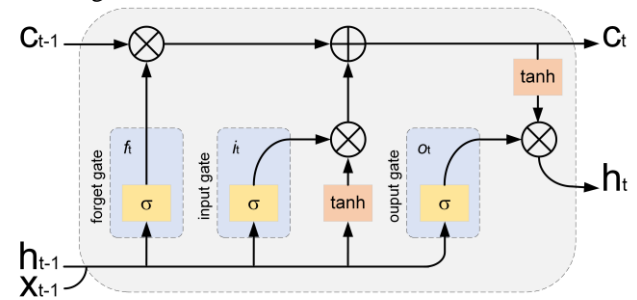 Ct-1
Ct
tanh
forget gate
ft
input gate
it
ouput gate
ot
σ
σ
tanh
σ
ht
ht-1
Xt-1